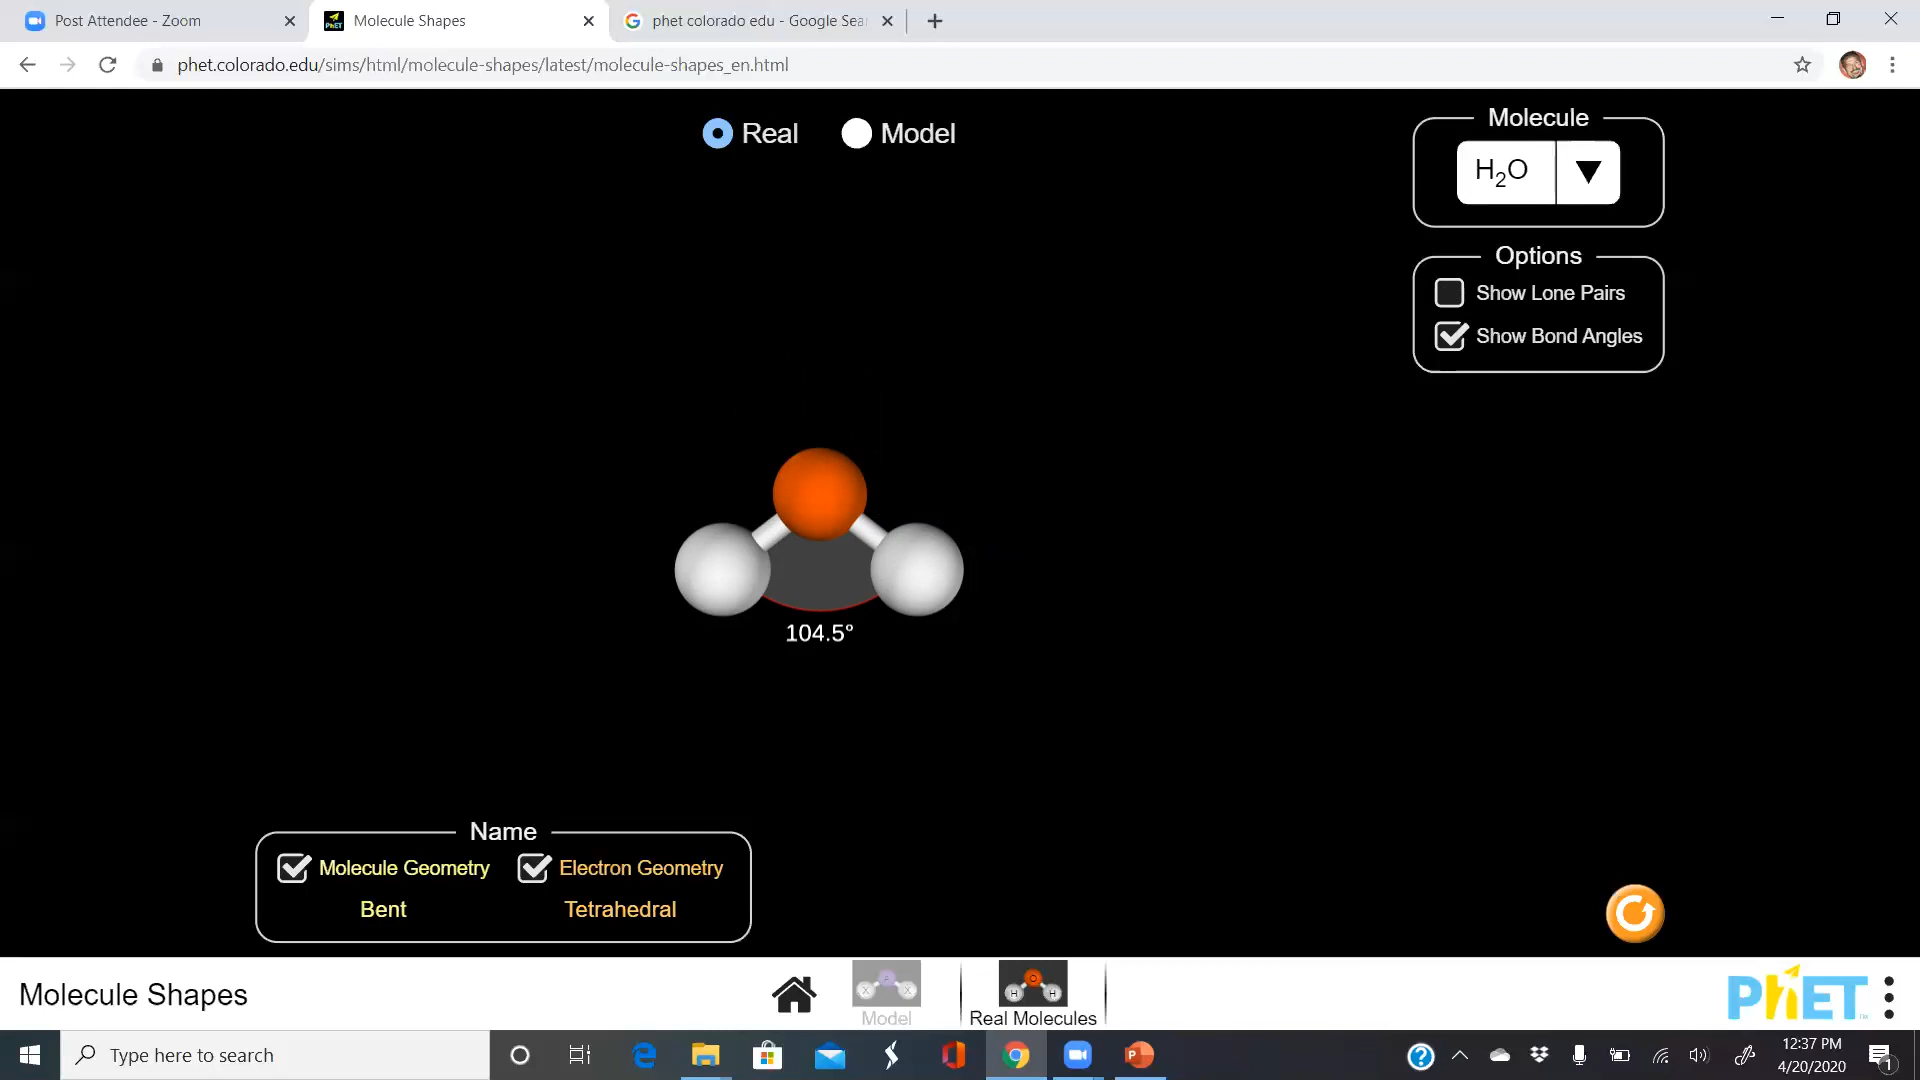 Post Attendee - Zoom
Molecule Shapes
phet colorado edu - Google Sea
phet.colorado.edu/sims/html/molecule-shapes/latest/molecule-shapes_en.html
Real
Model
Molecule
H₂O
Options
Show Lone Pairs
Show Bond Angles
104.5°
Name
Molecule Geometry
Electron Geometry
Bent
Tetrahedral
Molecule Shapes
Model
H O H
Real Molecules
PhET
Type here to search
12:37 PM
4/20/2020
1